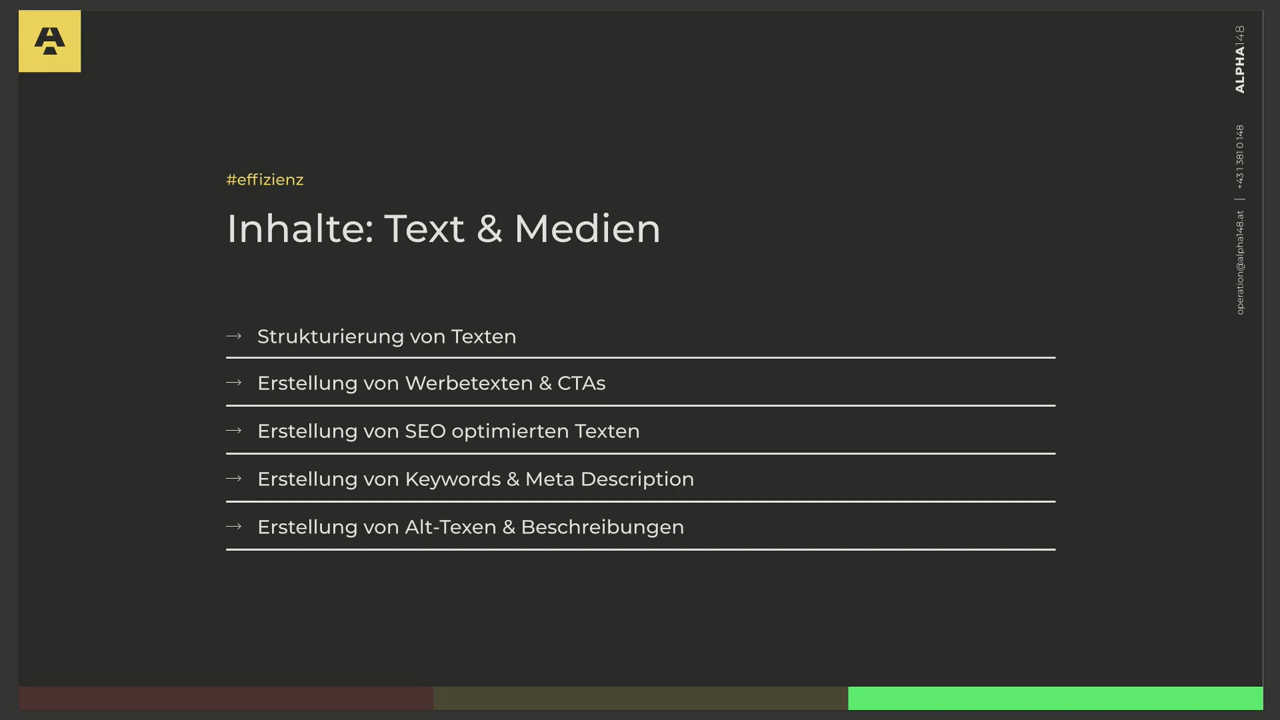 #effizienz
Inhalte: Text & Medien
→ Strukturierung von Texten
→ Erstellung von Werbetexten & CTAs
→ Erstellung von SEO optimierten Texten
→ Erstellung von Keywords & Meta Description
→ Erstellung von Alt-Texen & Beschreibungen
operation@alpha148.at | +43 1 381 0 148 ALPHA148